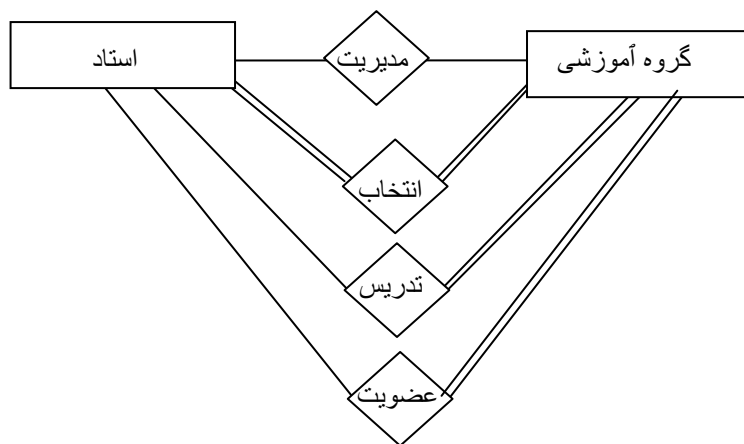 استاد
مدیریت
گروه آموزشی
انتخاب
تدریس
عضویت